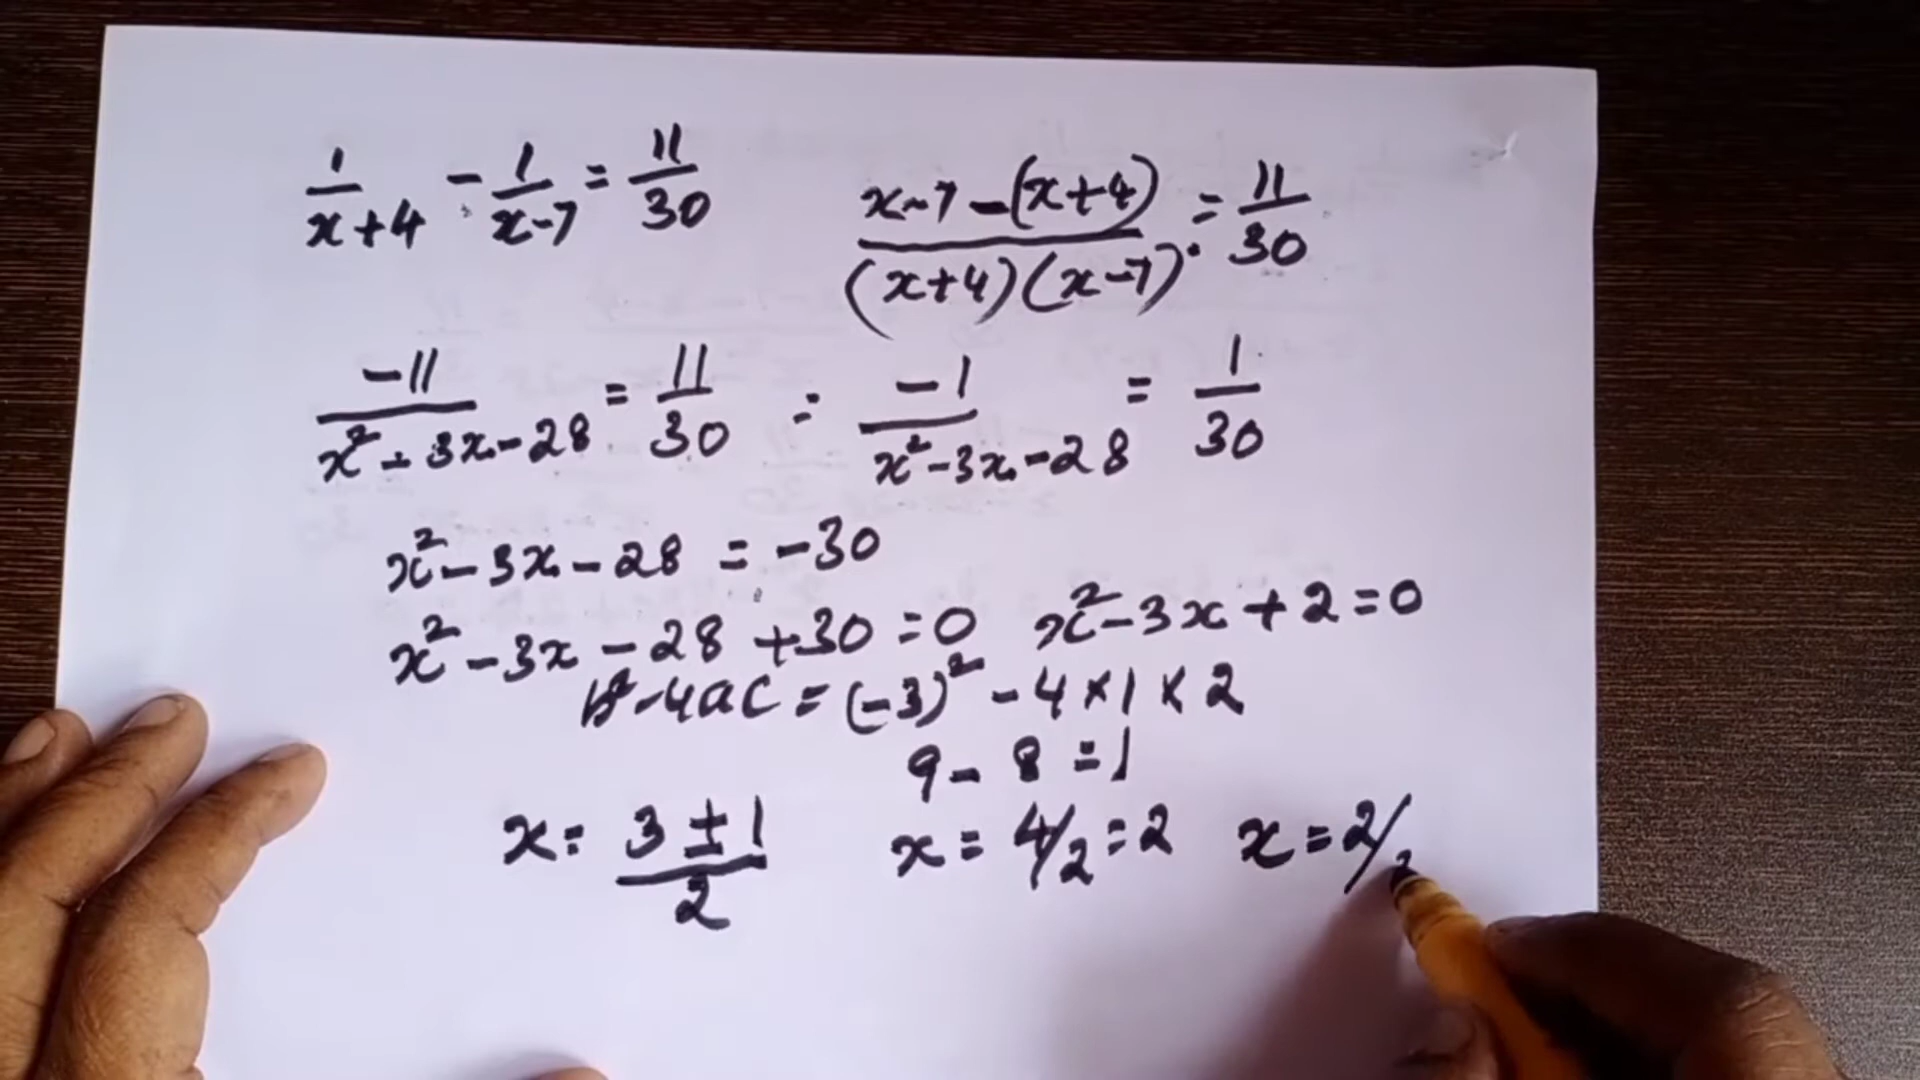 1/(x+4) - 1/(x-7) = 11/30
(x-7-(x+4))/((x+4)(x-7)) = 11/30
-11/(x²-3x-28) = 11/30 = -1/(x²-3x-28) = 1/30
x²-3x-28 = -30
x²-3x-28+30=0 x²-3x+2=0
b²-4ac = (-3)²-4×1×2
9-8=1
x = (3±1)/2 x = 4/2 = 2 x = 2/2